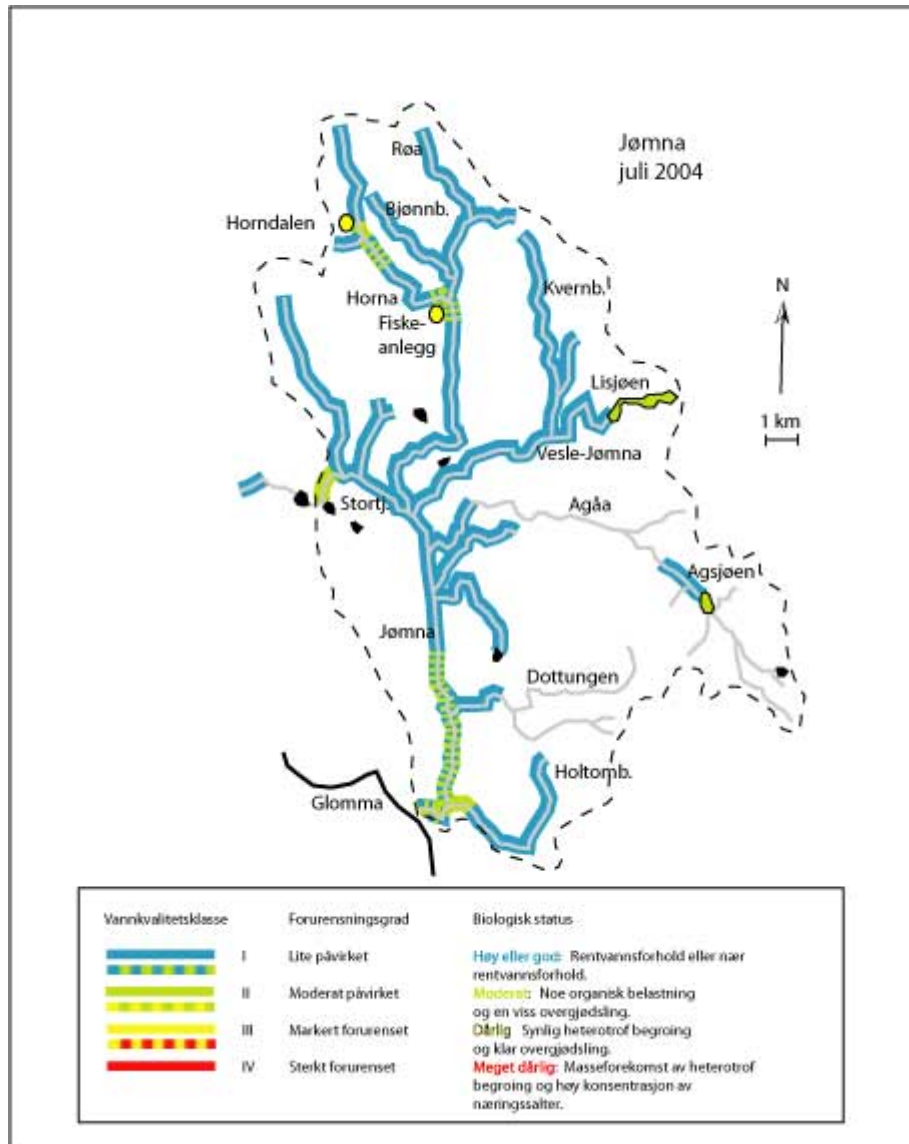 Jømna
juli 2004
Røa
Bjønnb.
Horndalen
N
Kvernb.
Horna
Fiske-
anlegg
Lisjøen
1 km
Vesle-Jømna
Stortj.
Agåa
Agsjøen
Jømna
Dottungen
Holtomb.
Glomma
Vannkvalitetsklasse Forurensningsgrad Biologisk status
I Lite påvirket Høy eller god: Rentvannsforhold eller nær
rentvannsforhold.
II Moderat påvirket Moderat: Noe organisk belastning
og en viss overgjødsling.
III Markert forurenset Dårlig Synlig heterotrof begroing
og klar overgjødsling.
IV Sterkt forurenset Meget dårlig: Masseforekomst av heterotrof
begroing og høy konsentrasjon av
næringssalter.